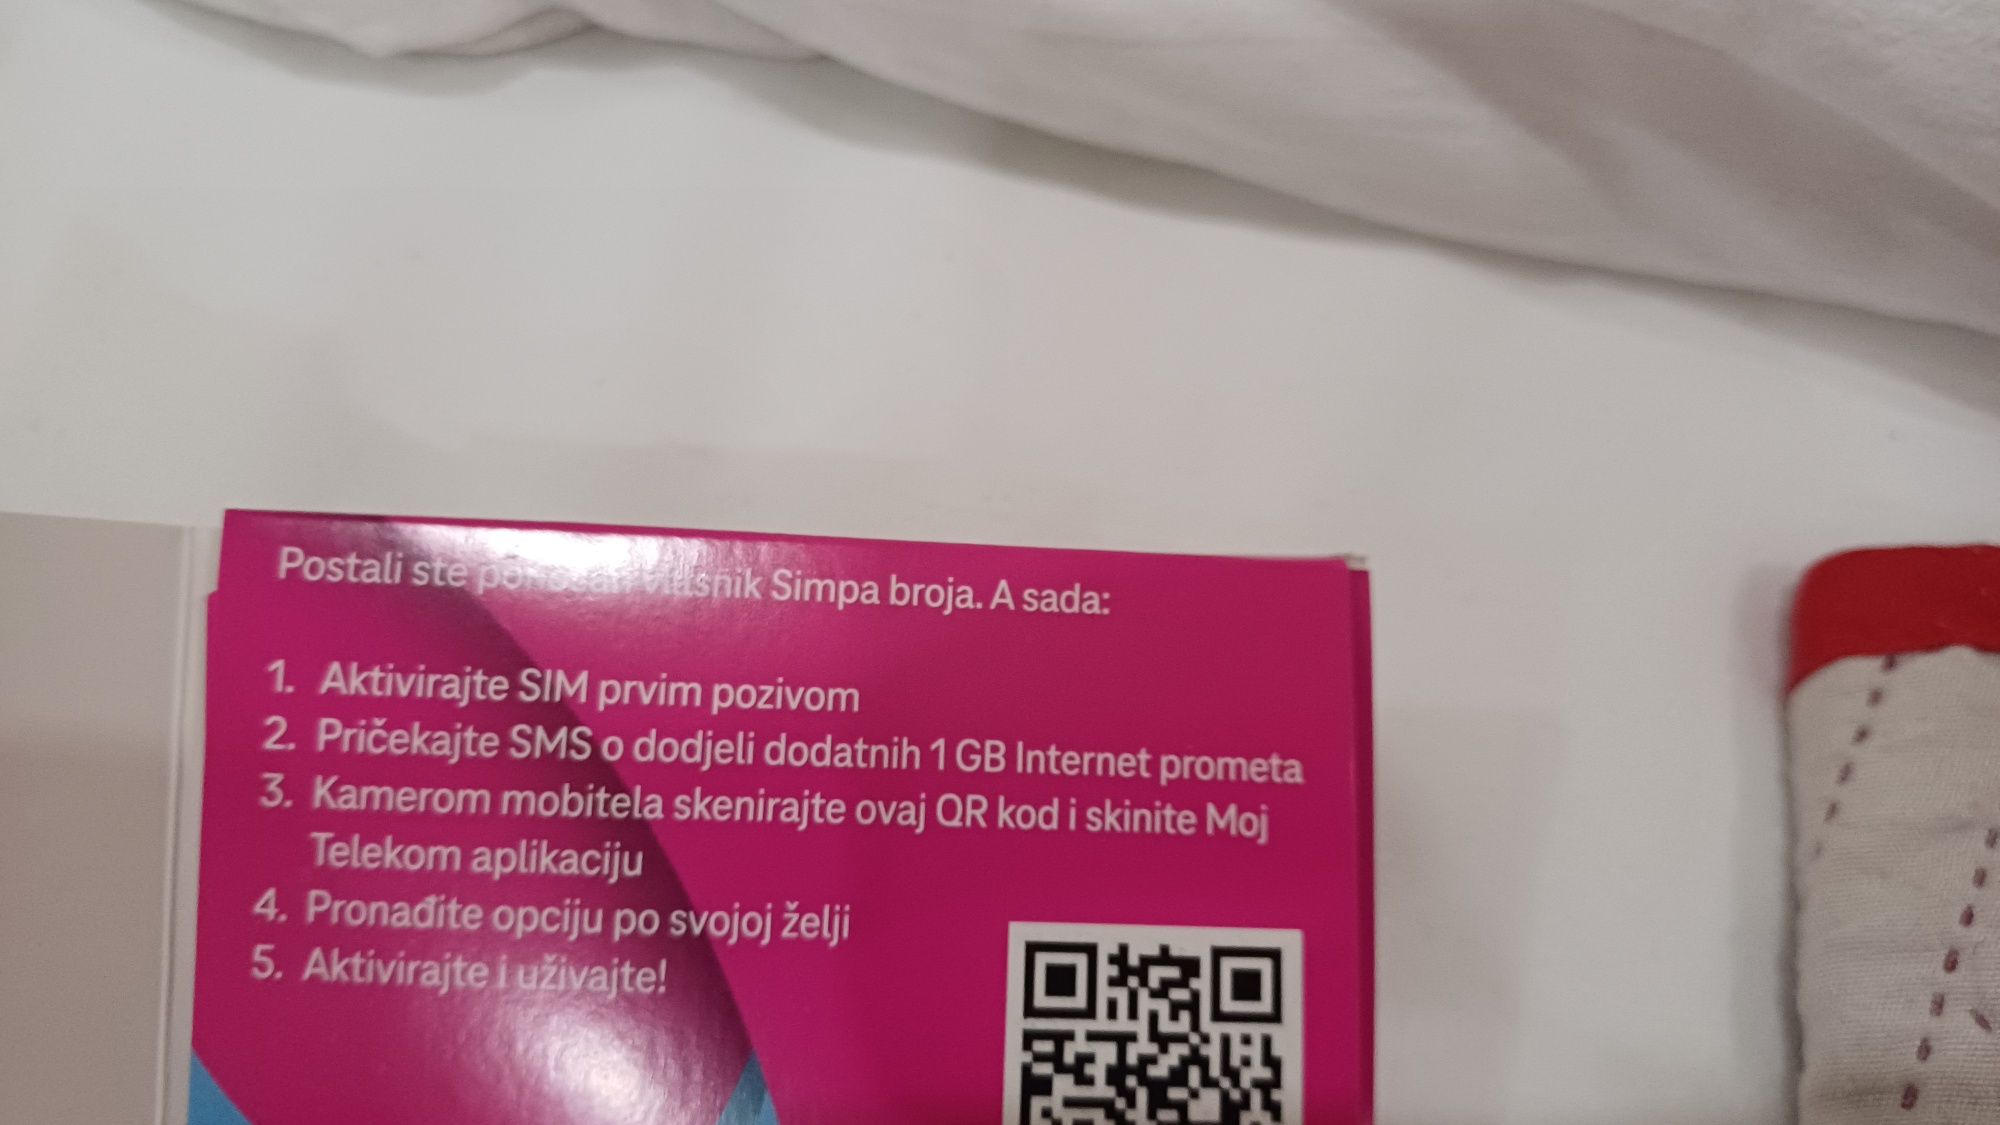 Postali ste ponosan vlasnik Simpa broja. A sada:
1. Aktivirajte SIM prvim pozivom
2. Pričekajte SMS o dodjeli dodatnih 1 GB Internet prometa
3. Kamerom mobitela skenirajte ovaj QR kod i skinite Moj
Telekom aplikaciju
4. Pronađite opciju po svojoj želji
5. Aktivirajte i uživajte!